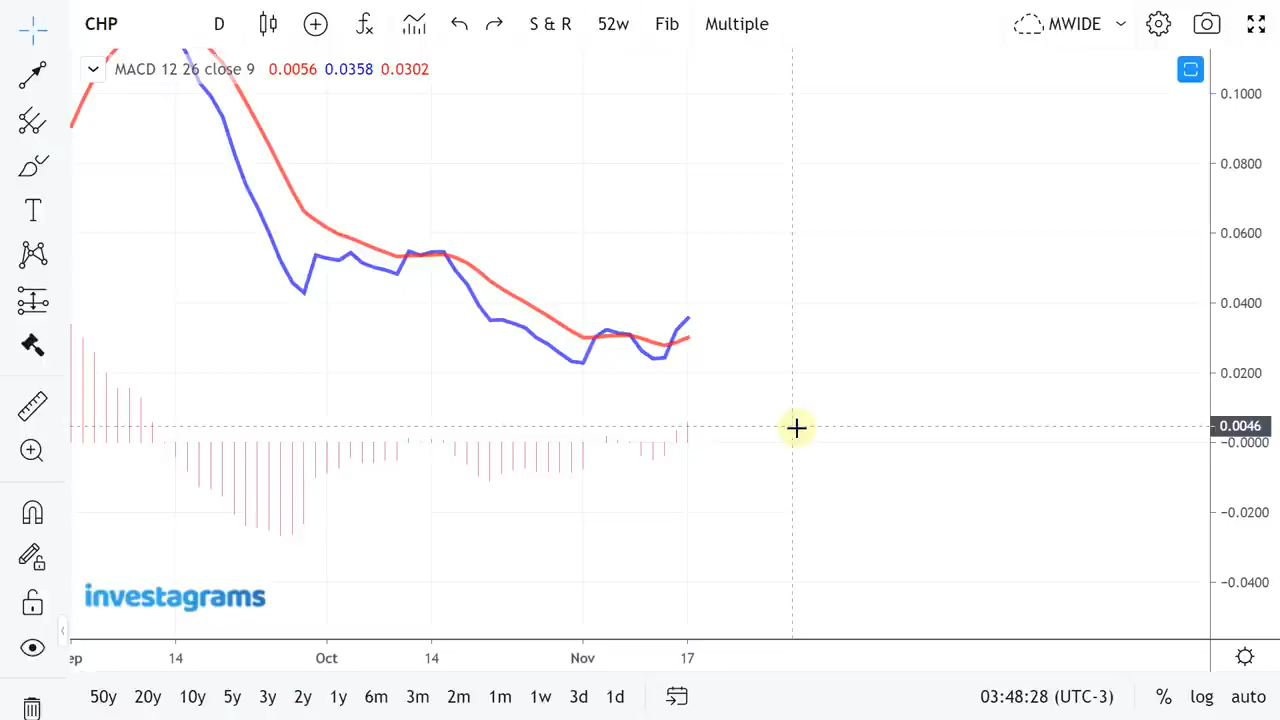 CHP D S & R 52w Fib Multiple MWIDE
MACD 12 26 close 9 0.0056 0.0358 0.0302
0.1000
0.0800
0.0600
0.0400
0.0200
0.0046
-0.0000
-0.0200
-0.0400
investagrams
ep 14 Oct 14 Nov 17
50y 20y 10y 5y 3y 2y 1y 6m 3m 2m 1m 1w 3d 1d 03:48:28 (UTC-3) % log auto